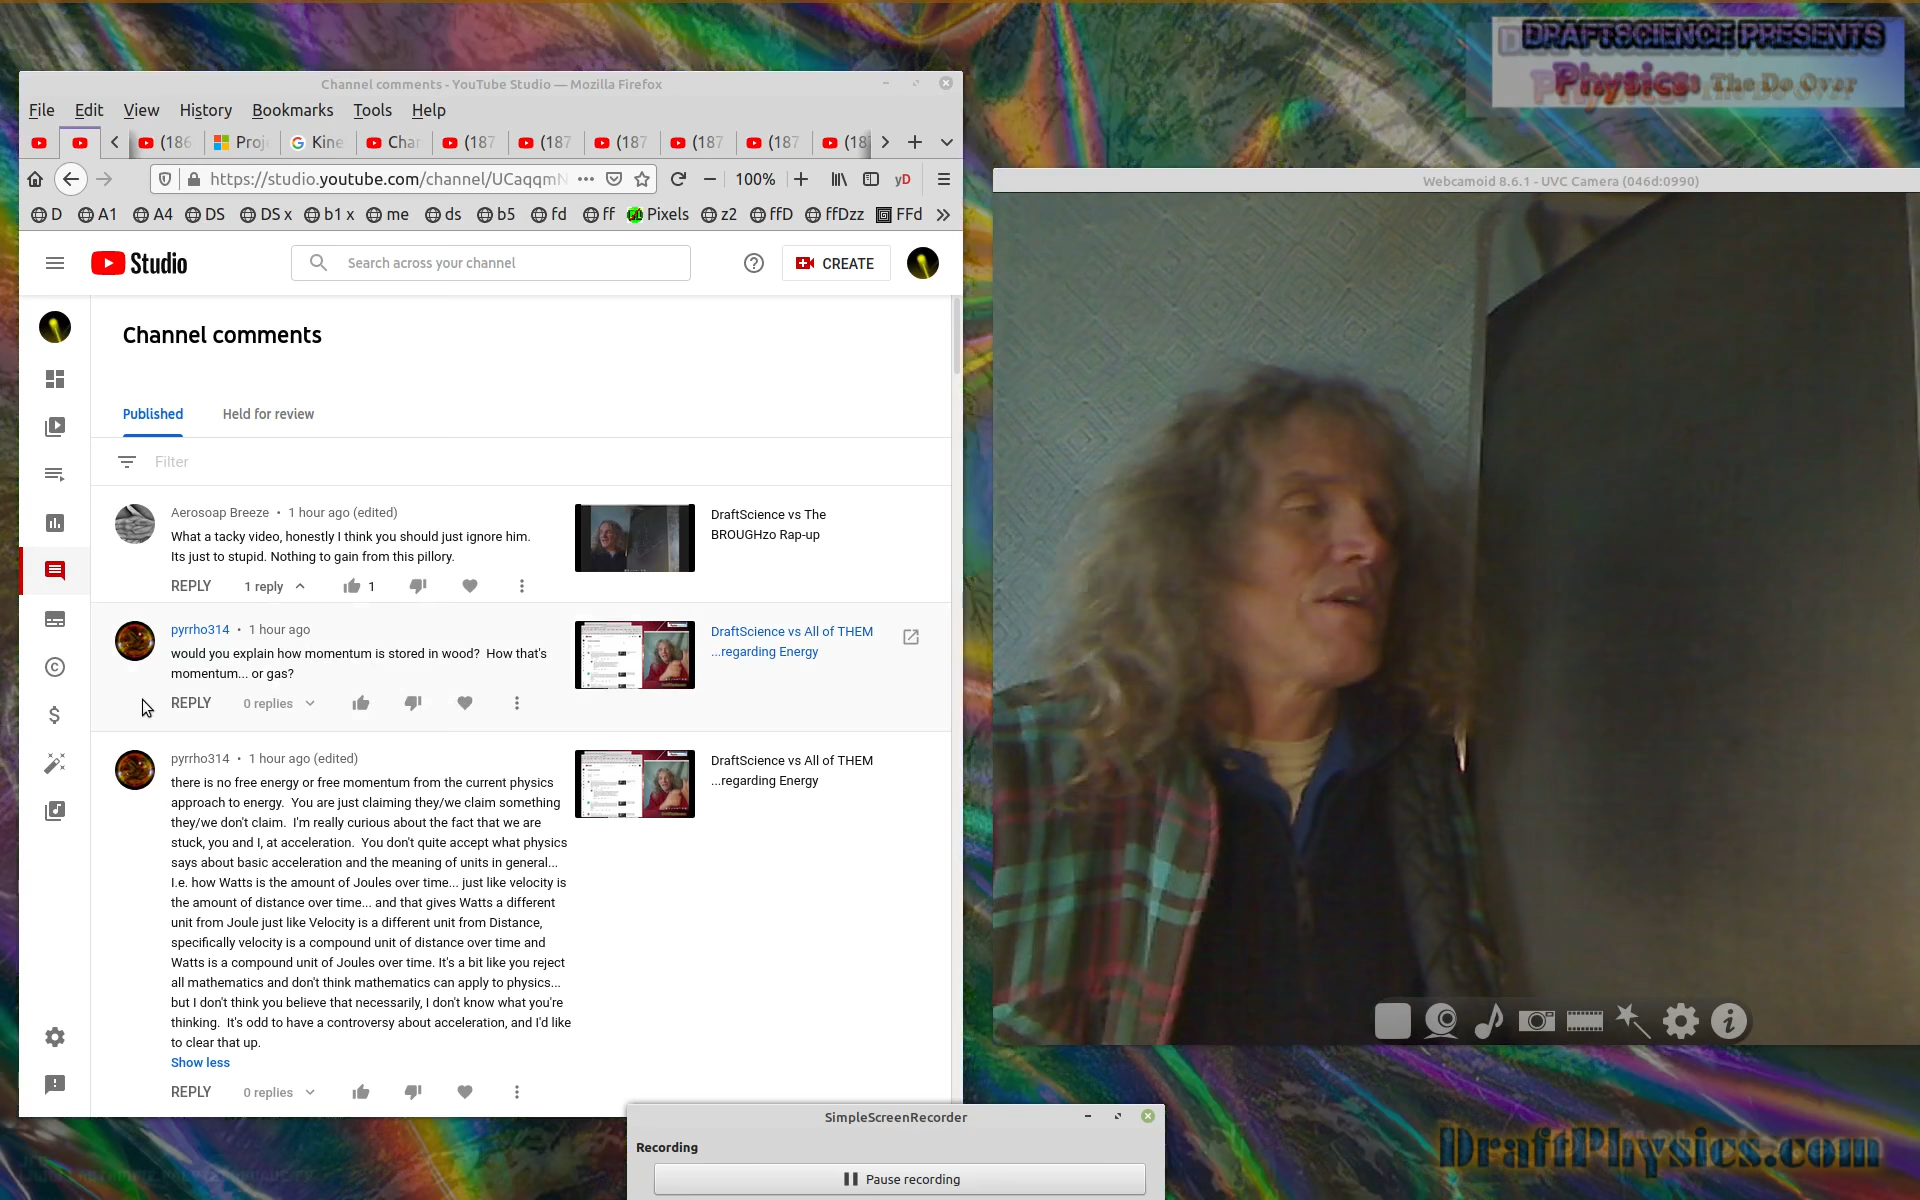 DRAFTSCIENCE PRESENTS
Physics: The Do Over
Channel comments - YouTube Studio — Mozilla Firefox
File Edit View History Bookmarks Tools Help
(186 Proj Kine Char (187 (187 (187 (187 (187 (18
https://studio.youtube.com/channel/UCaqqmN 100% yD
D A1 A4 DS DS x b1 x me ds b5 fd ff Pixels z2 ffD ffDzz FFd
Webcamoid 8.6.1 - UVC Camera (046d:0990)
Studio
Search across your channel
CREATE
Channel comments
Published Held for review
Filter
Aerosoap Breeze • 1 hour ago (edited)
What a tacky video, honestly I think you should just ignore him.
Its just to stupid. Nothing to gain from this pillory.
REPLY 1 reply 1
DraftScience vs The
BROUGHzo Rap-up
pyrrho314 • 1 hour ago
would you explain how momentum is stored in wood? How that's
momentum... or gas?
REPLY 0 replies
DraftScience vs All of THEM
...regarding Energy
pyrrho314 • 1 hour ago (edited)
there is no free energy or free momentum from the current physics
approach to energy. You are just claiming they/we claim something
they/we don't claim. I'm really curious about the fact that we are
stuck, you and I, at acceleration. You don't quite accept what physics
says about basic acceleration and the meaning of units in general...
I.e. how Watts is the amount of Joules over time... just like velocity is
the amount of distance over time... and that gives Watts a different
unit from Joule just like Velocity is a different unit from Distance,
specifically velocity is a compound unit of distance over time and
Watts is a compound unit of Joules over time. It's a bit like you reject
all mathematics and don't think mathematics can apply to physics...
but I don't think you believe that necessarily, I don't know what you're
thinking. It's odd to have a controversy about acceleration, and I'd like
to clear that up.
Show less
REPLY 0 replies
DraftScience vs All of THEM
...regarding Energy
SimpleScreenRecorder
Recording
Pause recording
DraftPhysics.com